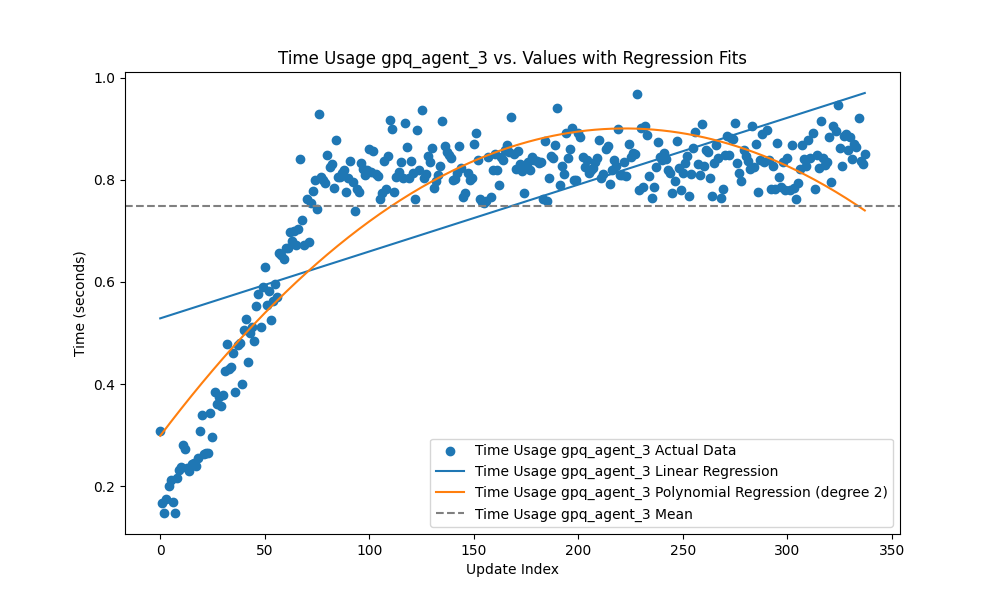 Time Usage gpq_agent_3 vs. Values with Regression Fits
Time (seconds)
1.0
0.8
0.6
0.4
0.2
Time Usage gpq_agent_3 Actual Data
Time Usage gpq_agent_3 Linear Regression
Time Usage gpq_agent_3 Polynomial Regression (degree 2)
Time Usage gpq_agent_3 Mean
0 50 100 150 200 250 300 350
Update Index